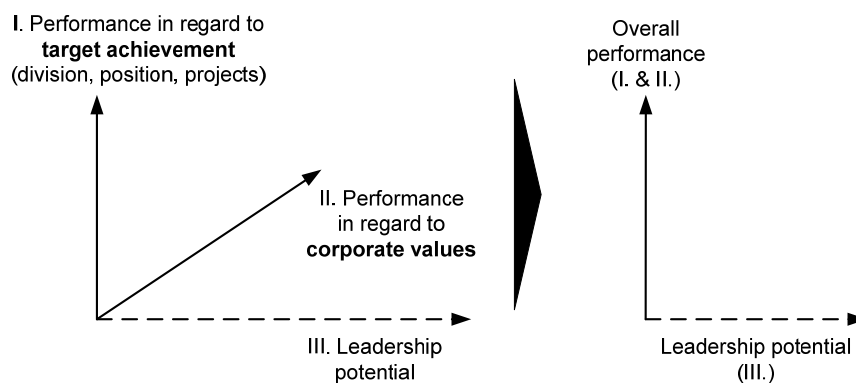 I. Performance in regard to
target achievement
(division, position, projects)
II. Performance
in regard to
corporate values
III. Leadership
potential
Overall
performance
(I. & II.)
Leadership potential
(III.)